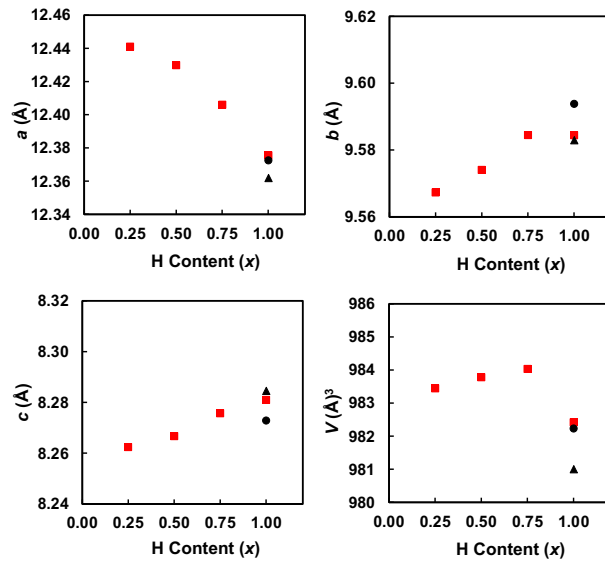 12.46
12.44
12.42
12.40
12.38
12.36
12.34
a (Å)
0.00 0.25 0.50 0.75 1.00
H Content (x)
9.62
9.60
9.58
9.56
b (Å)
0.00 0.25 0.50 0.75 1.00
H Content (x)
8.32
8.30
8.28
8.26
8.24
c (Å)
0.00 0.25 0.50 0.75 1.00
H Content (x)
986
985
984
983
982
981
980
V (Å)³
0.00 0.25 0.50 0.75 1.00
H Content (x)